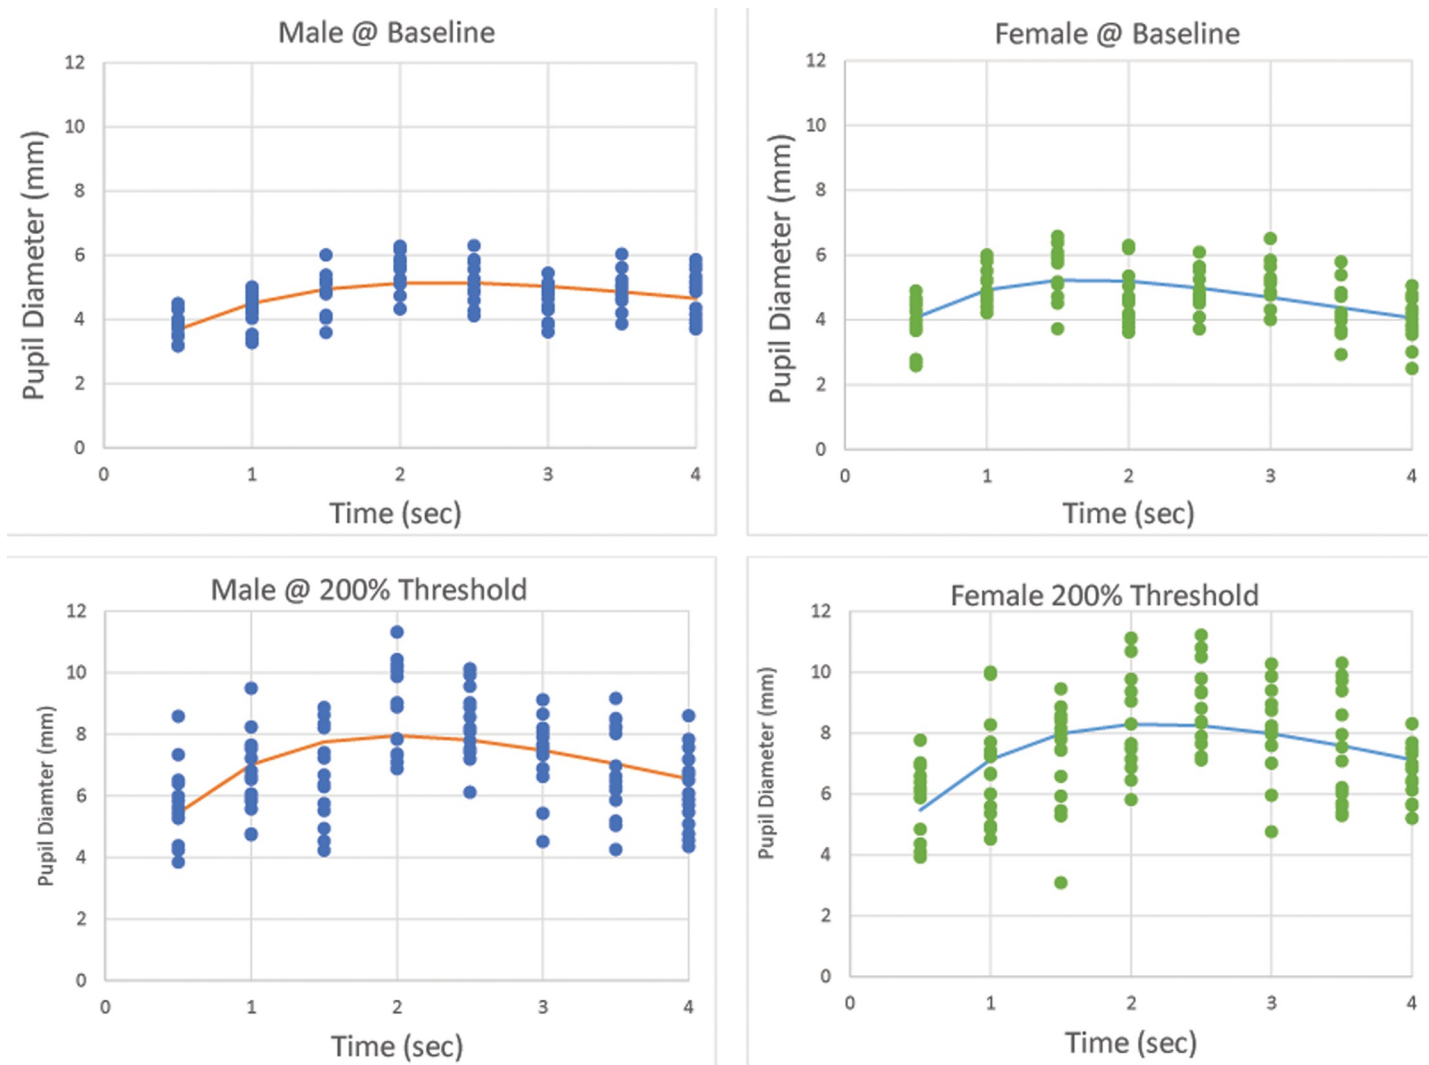 Male @ Baseline
Pupil Diameter (mm)
12
10
8
6
4
2
0
0 1 2 3 4
Time (sec)
Female @ Baseline
Pupil Diameter (mm)
12
10
8
6
4
2
0
0 1 2 3 4
Time (sec)
Male @ 200% Threshold
Pupil Diamter (mm)
12
10
8
6
4
2
0
0 1 2 3 4
Time (sec)
Female 200% Threshold
Pupil Diameter (mm)
12
10
8
6
4
2
0
0 1 2 3 4
Time (sec)